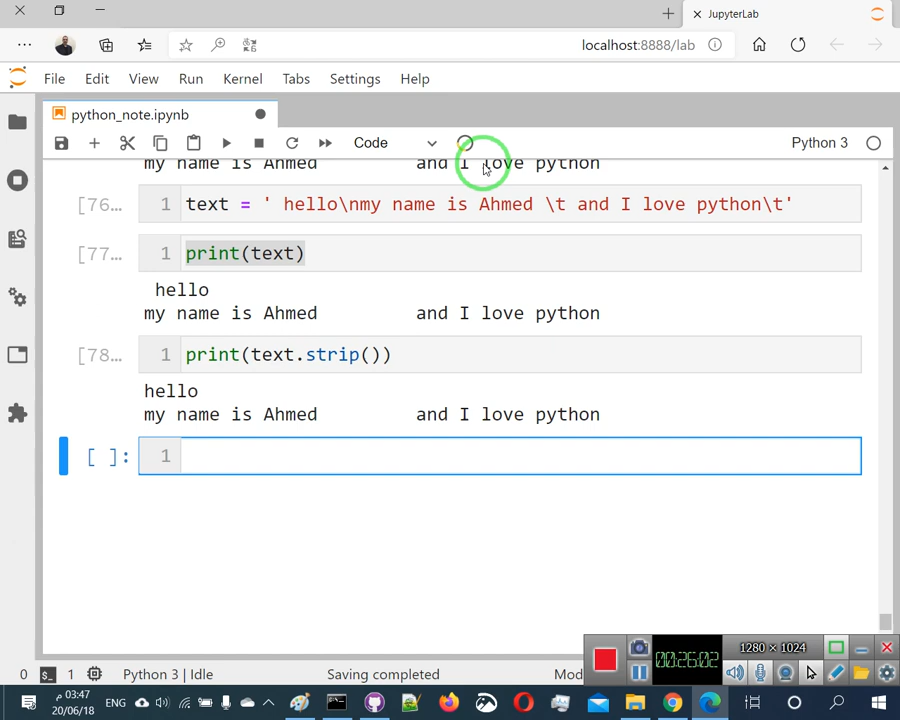 JupyterLab
localhost:8888/lab
File Edit View Run Kernel Tabs Settings Help
python_note.ipynb
Code
Python 3
my name is Ahmed         and I love python
[76… 1 text = ' hello\nmy name is Ahmed \t and I love python\t'
[77… 1 print(text)
 hello
my name is Ahmed         and I love python
[78… 1 print(text.strip())
hello
my name is Ahmed         and I love python
[ ]: 1
1280 × 1024
00:26:02
0 1 Python 3 | Idle Saving completed Mod
03:47 م
20/06/18
ENG